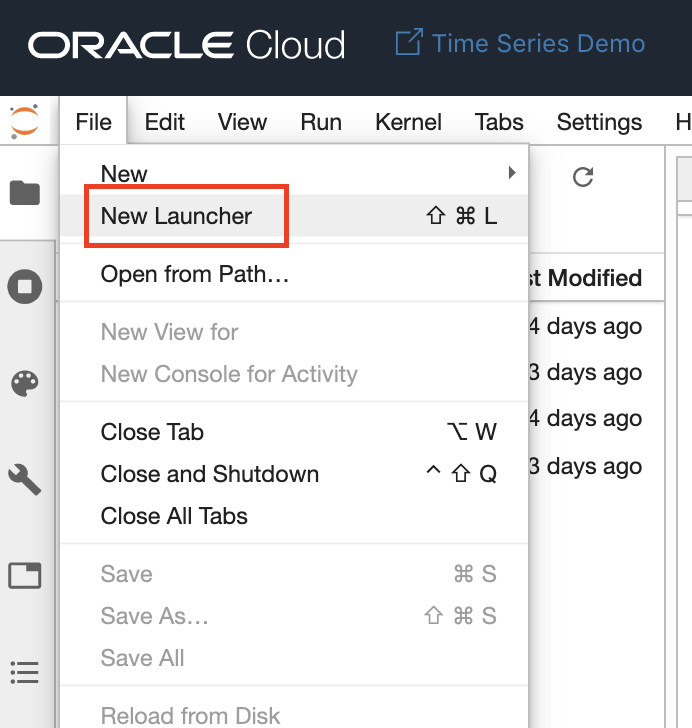 ORACLE Cloud Time Series Demo
File Edit View Run Kernel Tabs Settings H
New
New Launcher ⇧ ⌘ L
Open from Path…
st Modified
New View for
4 days ago
New Console for Activity
3 days ago
Close Tab ⌥ W
4 days ago
Close and Shutdown ^ ⇧ Q
3 days ago
Close All Tabs
Save ⌘ S
Save As… ⇧ ⌘ S
Save All
Reload from Disk